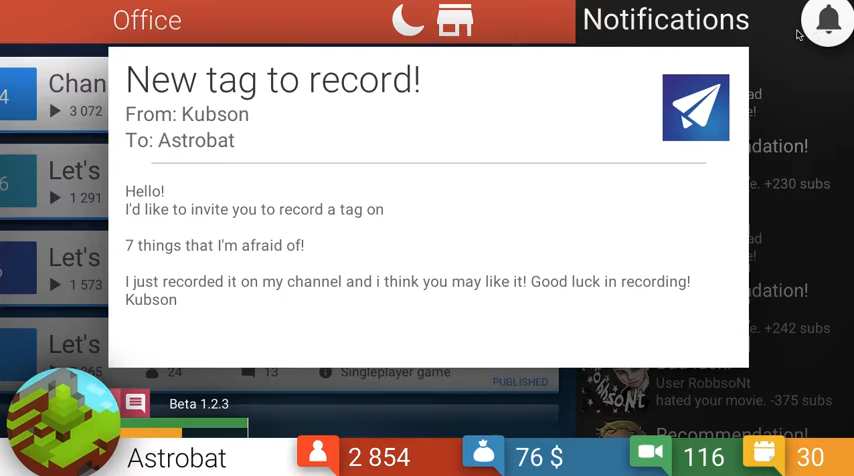 Office
Notifications
4
Chan
3 072
New tag to record!
From: Kubson
To: Astrobat
Hello!
I'd like to invite you to record a tag on
7 things that I'm afraid of!
I just recorded it on my channel and i think you may like it! Good luck in recording!
Kubson
6
Let's
1 291
Let's
1 573
Let's
24
13
Singleplayer game
PUBLISHED
ad
e!
dation!
e. +230 subs
ad
e!
dation!
e. +242 subs
User RobbsoNt
hated your movie. -375 subs
Recommendation!
Beta 1.2.3
Astrobat
2 854
76 $
116
30